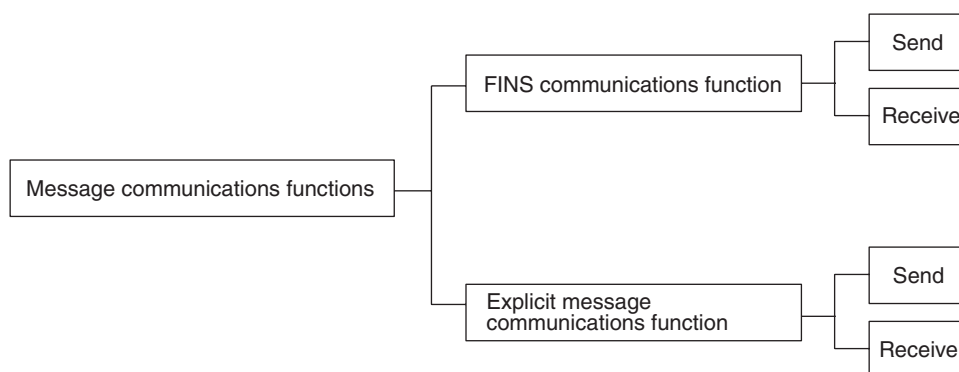 Send
FINS communications function
Receive
Message communications functions
Send
Explicit message
communications function
Receive